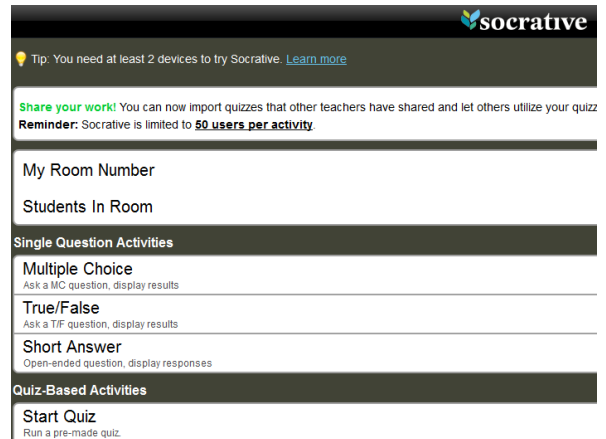 socrative
Tip: You need at least 2 devices to try Socrative. Learn more
Share your work! You can now import quizzes that other teachers have shared and let others utilize your quizz
Reminder: Socrative is limited to 50 users per activity.
My Room Number
Students In Room
Single Question Activities
Multiple Choice
Ask a MC question, display results
True/False
Ask a T/F question, display results
Short Answer
Open-ended question, display responses
Quiz-Based Activities
Start Quiz
Run a pre-made quiz.